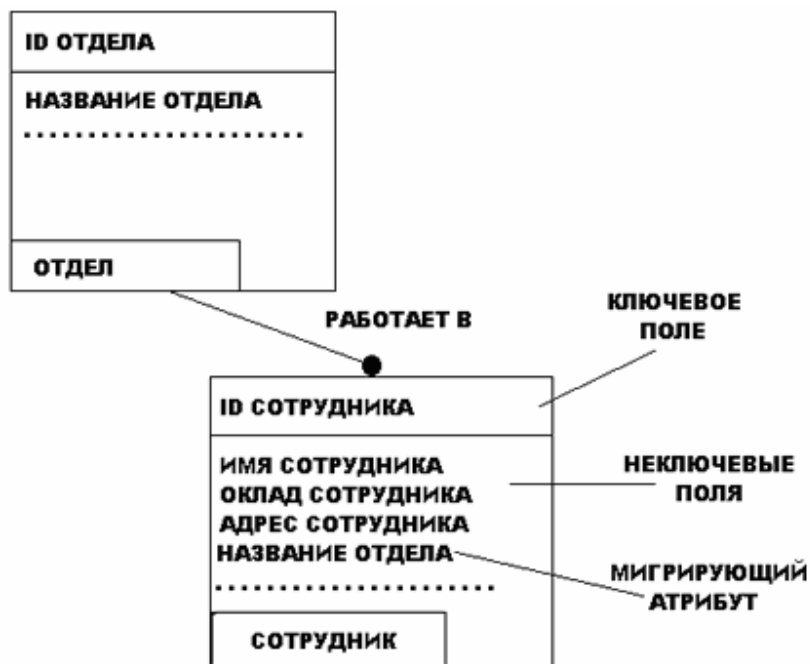 ID ОТДЕЛА
НАЗВАНИЕ ОТДЕЛА
ОТДЕЛ
РАБОТАЕТ В
КЛЮЧЕВОЕ
ПОЛЕ
ID СОТРУДНИКА
ИМЯ СОТРУДНИКА
ОКЛАД СОТРУДНИКА
АДРЕС СОТРУДНИКА
НАЗВАНИЕ ОТДЕЛА
НЕКЛЮЧЕВЫЕ
ПОЛЯ
МИГРИРУЮЩИЙ
АТРИБУТ
СОТРУДНИК